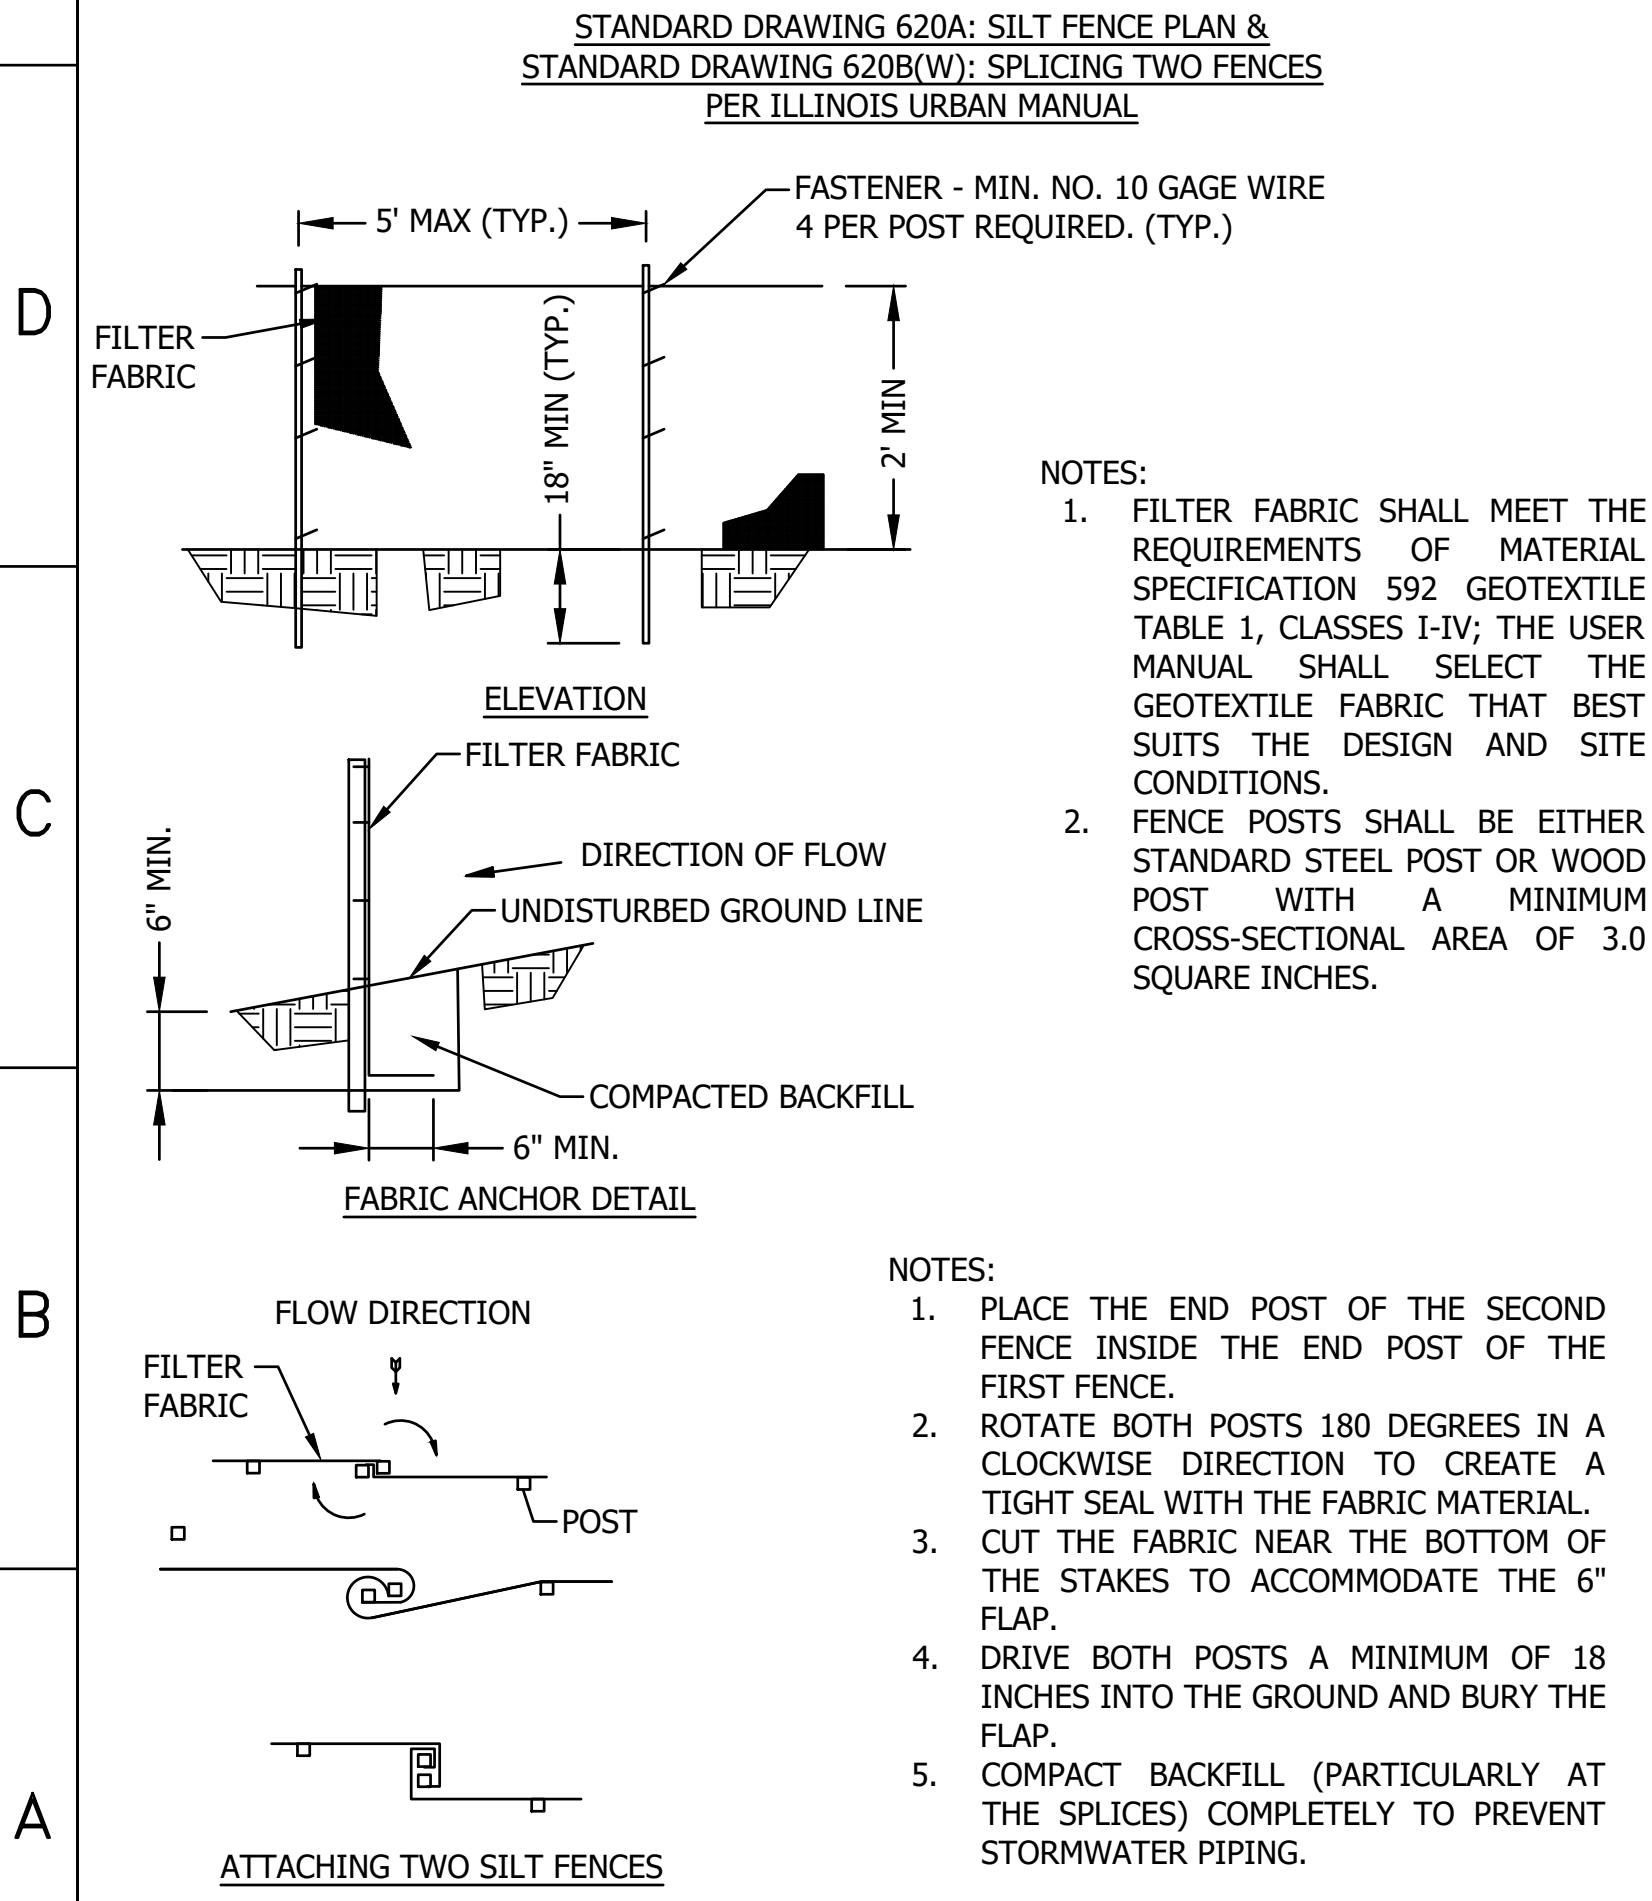 STANDARD DRAWING 620A: SILT FENCE PLAN &
STANDARD DRAWING 620B(W): SPLICING TWO FENCES
PER ILLINOIS URBAN MANUAL
FASTENER - MIN. NO. 10 GAGE WIRE
4 PER POST REQUIRED. (TYP.)
5' MAX (TYP.)
D
FILTER
FABRIC
18" MIN (TYP.)
2' MIN
ELEVATION
NOTES:
1. FILTER FABRIC SHALL MEET THE
REQUIREMENTS OF MATERIAL
SPECIFICATION 592 GEOTEXTILE
TABLE 1, CLASSES I-IV; THE USER
MANUAL SHALL SELECT THE
GEOTEXTILE FABRIC THAT BEST
SUITS THE DESIGN AND SITE
CONDITIONS.
2. FENCE POSTS SHALL BE EITHER
STANDARD STEEL POST OR WOOD
POST WITH A MINIMUM
CROSS-SECTIONAL AREA OF 3.0
SQUARE INCHES.
FILTER FABRIC
C
6" MIN.
DIRECTION OF FLOW
UNDISTURBED GROUND LINE
COMPACTED BACKFILL
6" MIN.
FABRIC ANCHOR DETAIL
B
FLOW DIRECTION
FILTER
FABRIC
POST
A
ATTACHING TWO SILT FENCES
NOTES:
1. PLACE THE END POST OF THE SECOND
FENCE INSIDE THE END POST OF THE
FIRST FENCE.
2. ROTATE BOTH POSTS 180 DEGREES IN A
CLOCKWISE DIRECTION TO CREATE A
TIGHT SEAL WITH THE FABRIC MATERIAL.
3. CUT THE FABRIC NEAR THE BOTTOM OF
THE STAKES TO ACCOMMODATE THE 6"
FLAP.
4. DRIVE BOTH POSTS A MINIMUM OF 18
INCHES INTO THE GROUND AND BURY THE
FLAP.
5. COMPACT BACKFILL (PARTICULARLY AT
THE SPLICES) COMPLETELY TO PREVENT
STORMWATER PIPING.